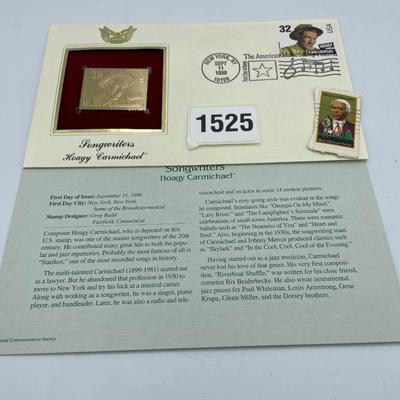 32
USA
HOAGY
CARMICHAEL
NEW YORK, NY
SEPT
11
1996
10199
The American
32
1525
Songwriters
Hoagy Carmichael
Songwriters
Hoagy Carmichael
First Day of Issue: September 11, 1996
First Day City: New York, New York,
home of the Broadway musical
Stamp Designer: Greg Rudd
Fairfield, Connecticut
Composer Hoagy Carmichael, who is depicted on this
U.S. stamp, was one of the master songwriters of the 20th
century. He contributed many great hits to both the popu-
lar and jazz repertories. Probably the most famous of all is
"Stardust," one of the most recorded songs in history.
The multi-talented Carmichael (1899-1981) started out
as a lawyer. But he abandoned that profession in 1930 to
move to New York and try his luck at a musical career.
Along with working as a songwriter, he was a singer, piano
player, and bandleader. Later, he was also a radio and tele-
vision host and an actor in some 14 motion pictures.
Carmichael's easy-going style was evident in the songs
he composed. Standards like "Georgia On My Mind,"
"Lazy River," and "The Lamplighter's Serenade" were
celebrations of small town America. There were romantic
ballads such as "The Nearness of You" and "Heart and
Soul." Also, beginning in the 1930s, the songwriting team
of Carmichael and Johnny Mercer produced classics such
as "Skylark" and "In the Cool, Cool, Cool of the Evening."
Having started out as a jazz musician, Carmichael
never lost his love of that genre. His very first composi-
tion, "Riverboat Shuffle," was written for his close friend,
cornetist Bix Beiderbecke. He also wrote instrumental
jazz pieces for Paul Whiteman, Louis Armstrong, Gene
Krupa, Glenn Miller, and the Dorsey brothers.
Commemorative Society